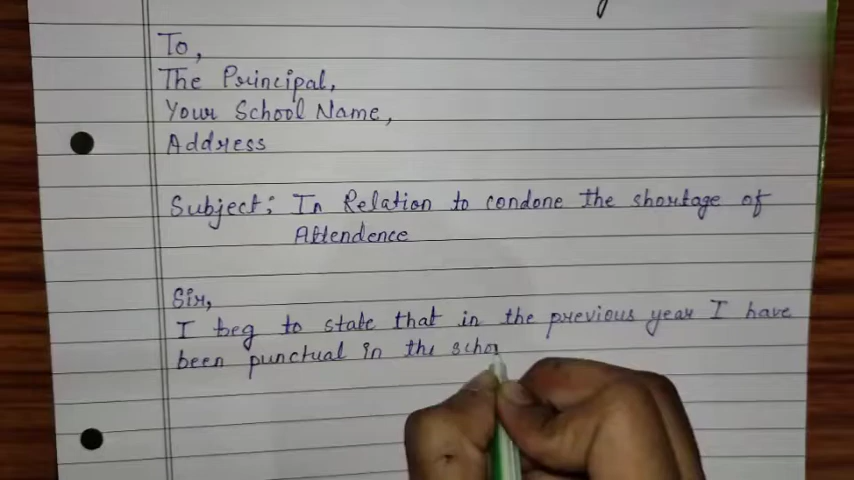 To,
The Principal,
Your School Name,
Address
Subject: In Relation to condone the shortage of
Attendence
Sir,
I beg to state that in the previous year I have
been punctual in the scho